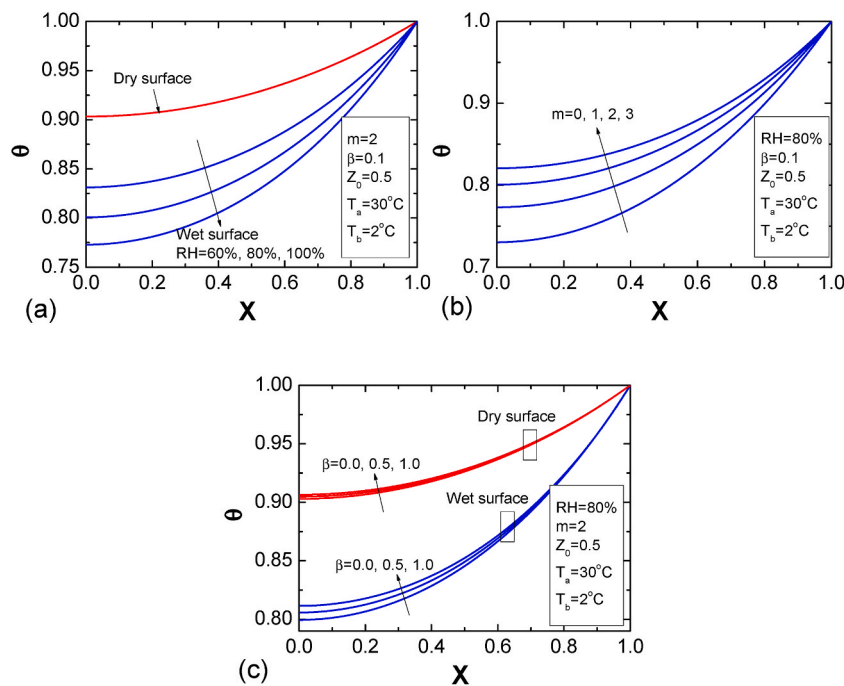 1.00
0.95
0.90
0.85
0.80
0.75
θ
Dry surface
m=2
β=0.1
Z₀=0.5
Tₐ=30°C
T_b=2°C
Wet surface
RH=60%, 80%, 100%
0.0 0.2 0.4 0.6 0.8 1.0
(a) X
1.0
0.9
0.8
0.7
θ
m=0, 1, 2, 3
RH=80%
β=0.1
Z₀=0.5
Tₐ=30°C
T_b=2°C
0.0 0.2 0.4 0.6 0.8 1.0
(b) X
1.00
0.95
0.90
0.85
0.80
θ
Dry surface
β=0.0, 0.5, 1.0
Wet surface
β=0.0, 0.5, 1.0
RH=80%
m=2
Z₀=0.5
Tₐ=30°C
T_b=2°C
0.0 0.2 0.4 0.6 0.8 1.0
(c) X